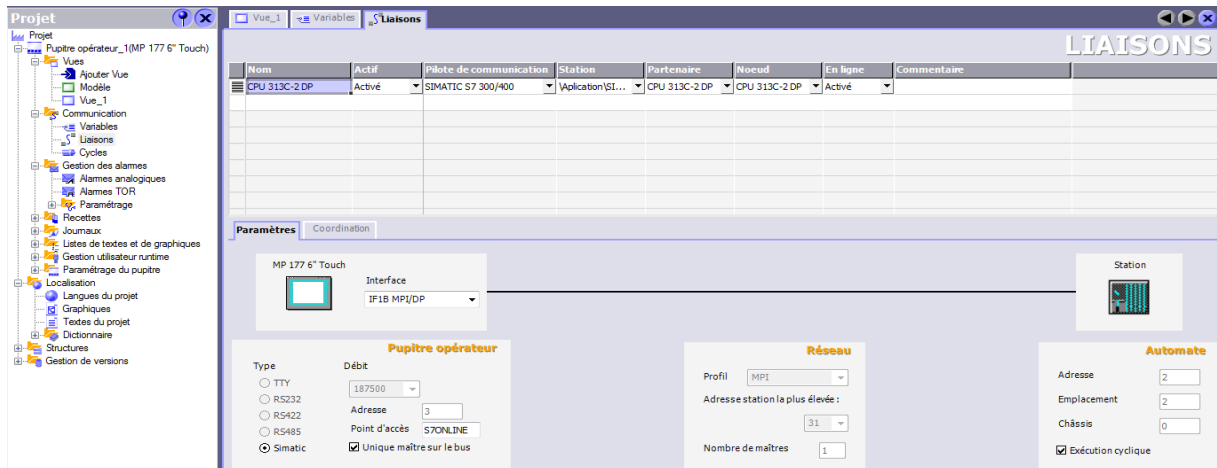 Projet
Projet
Pupitre opérateur_1(MP 177 6" Touch)
Vues
Ajouter Vue
Modèle
Vue_1
Communication
Variables
Liaisons
Cycles
Gestion des alarmes
Alarmes analogiques
Alarmes TOR
Paramétrage
Recettes
Journaux
Listes de textes et de graphiques
Gestion utilisateur runtime
Paramétrage du pupitre
Localisation
Langues du projet
Graphiques
Textes du projet
Dictionnaire
Structures
Gestion de versions
Vue_1 Variables Liaisons
LIAISONS
Nom Actif Pilote de communication Station Partenaire Noeud En ligne Commentaire
CPU 313C-2 DP Activé SIMATIC S7 300/400 \Aplication\SI... CPU 313C-2 DP CPU 313C-2 DP Activé
Paramètres Coordination
MP 177 6" Touch
Interface
IF1B MPI/DP
Station
Pupitre opérateur
Type Débit
TTY
187500
RS232
Adresse 3
RS422
Point d'accès S7ONLINE
RS485
Simatic Unique maître sur le bus
Réseau
Profil MPI
Adresse station la plus élevée :
31
Nombre de maîtres 1
Automate
Adresse 2
Emplacement 2
Châssis 0
Exécution cyclique